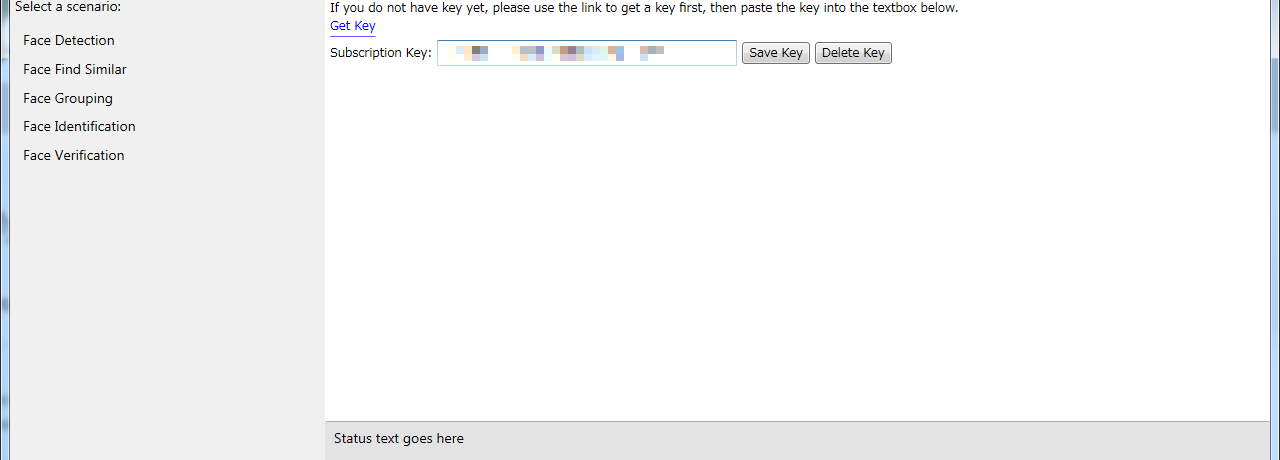 Select a scenario:
Face Detection
Face Find Similar
Face Grouping
Face Identification
Face Verification
If you do not have key yet, please use the link to get a key first, then paste the key into the textbox below.
Get Key
Subscription Key: Save Key Delete Key
Status text goes here